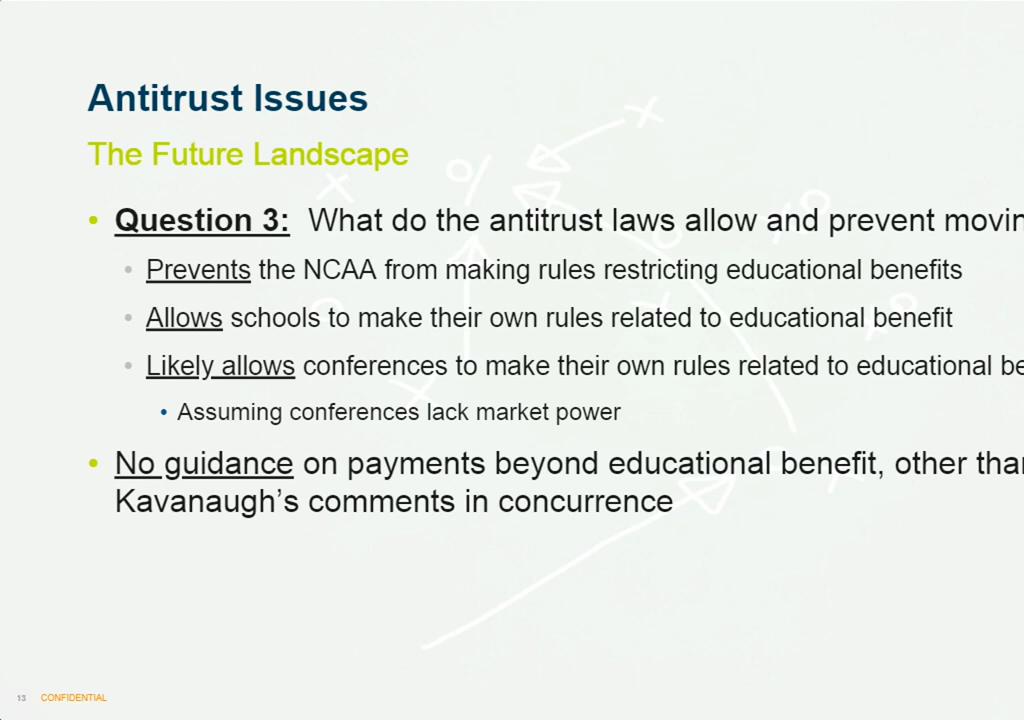 Antitrust Issues
The Future Landscape
• Question 3: What do the antitrust laws allow and prevent
• Prevents the NCAA from making rules restricting educational benefits
• Allows schools to make their own rules related to educational benefit
• Likely allows conferences to make their own rules related to educational
• Assuming conferences lack market power
• No guidance on payments beyond educational benefit, other
Kavanaugh's comments in concurrence
13 CONFIDENTIAL